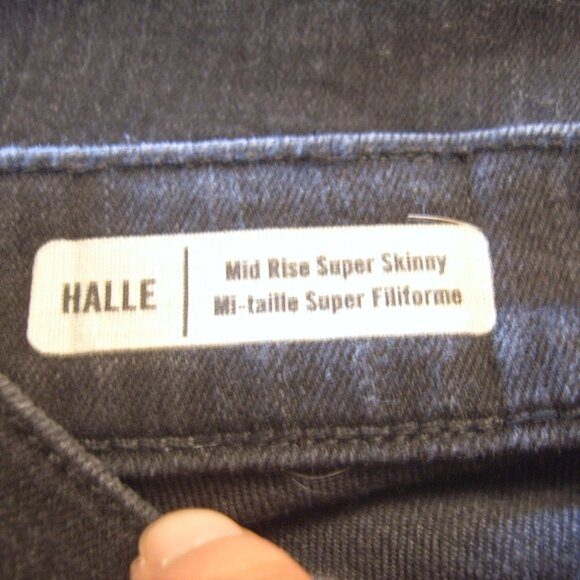 HALLE
Mid Rise Super Skinny
Mi-taille Super Filiforme